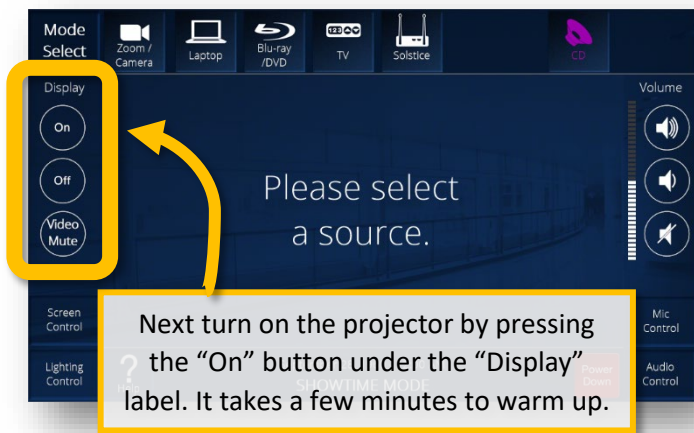 Mode
Select
Zoom /
Camera
Laptop
Blu-ray
/DVD
123
TV
Solstice
CD
Display
On
Off
Video
Mute
Volume
Please select
a source.
Screen
Control
Lighting
Control
Mic
Control
Audio
Control
Next turn on the projector by pressing
the “On” button under the “Display”
label. It takes a few minutes to warm up.
Help
SHOWTIME MODE
Power
Down